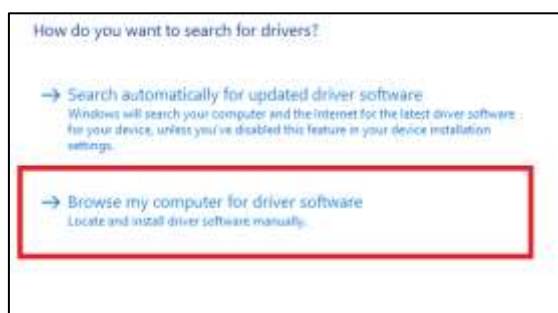 How do you want to search for drivers?
→ Search automatically for updated driver software
Windows will search your computer and the Internet for the latest driver software
for your device, unless you've disabled this feature in your device installation
settings.
→ Browse my computer for driver software
Locate and install driver software manually.